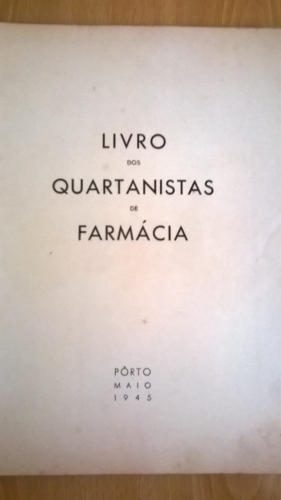 LIVRO
DOS
QUARTANISTAS
DE
FARMÁCIA
PÔRTO
MAIO
1945